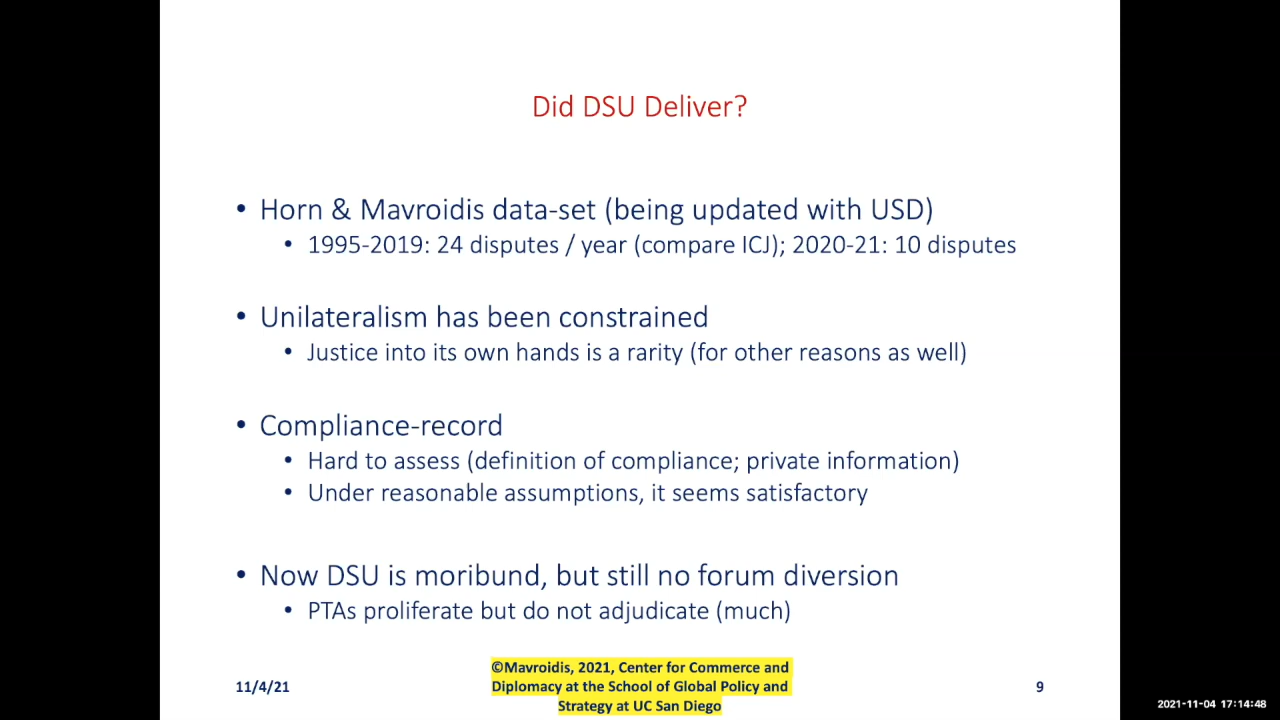 Did DSU Deliver?
• Horn & Mavroidis data-set (being updated with USD)
• 1995-2019: 24 disputes / year (compare ICJ); 2020-21: 10 disputes
• Unilateralism has been constrained
• Justice into its own hands is a rarity (for other reasons as well)
• Compliance-record
• Hard to assess (definition of compliance; private information)
• Under reasonable assumptions, it seems satisfactory
• Now DSU is moribund, but still no forum diversion
• PTAs proliferate but do not adjudicate (much)
11/4/21
©Mavroidis, 2021, Center for Commerce and
Diplomacy at the School of Global Policy and
Strategy at UC San Diego
9
2021-11-04 17:14:48